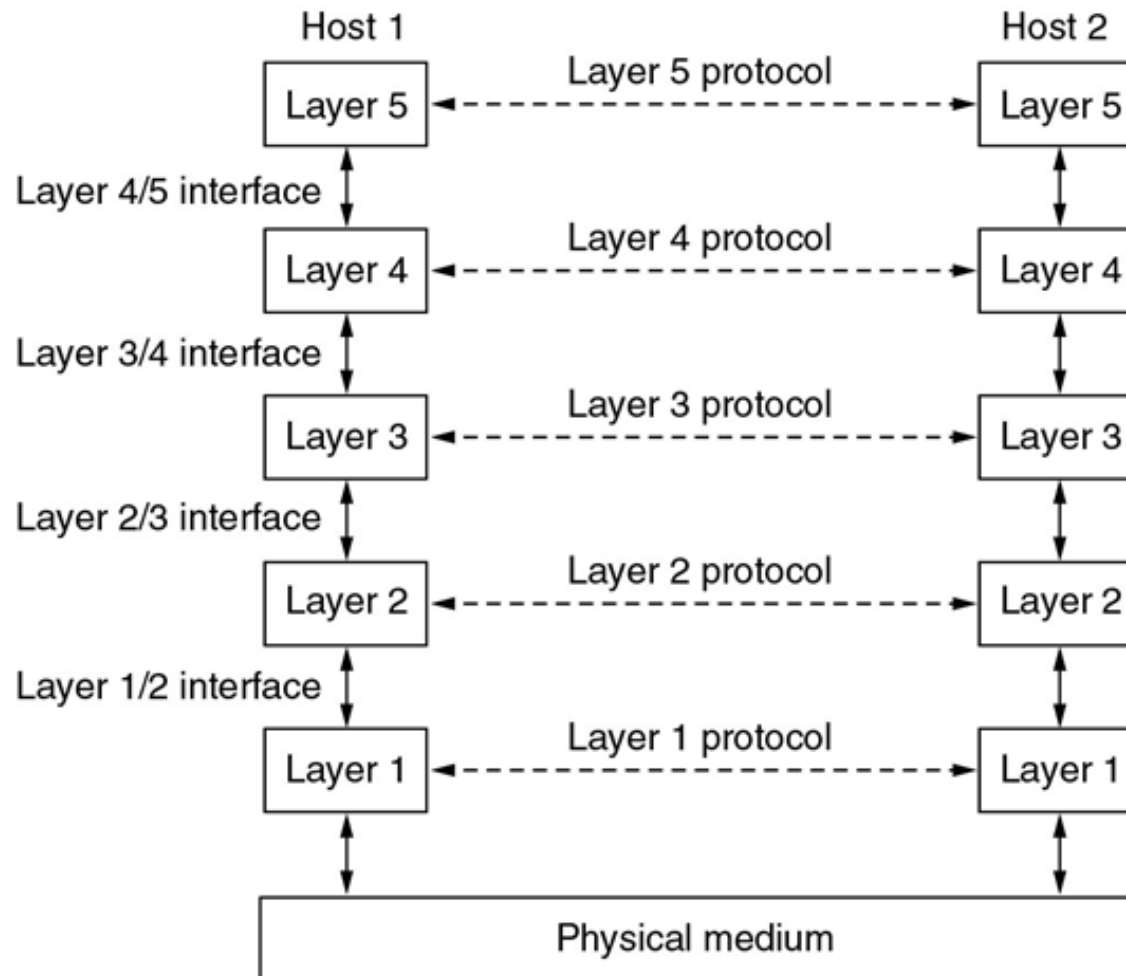 Host 1
Host 2
Layer 5
Layer 5 protocol
Layer 5
Layer 4/5 interface
Layer 4
Layer 4 protocol
Layer 4
Layer 3/4 interface
Layer 3
Layer 3 protocol
Layer 3
Layer 2/3 interface
Layer 2
Layer 2 protocol
Layer 2
Layer 1/2 interface
Layer 1
Layer 1 protocol
Layer 1
Physical medium